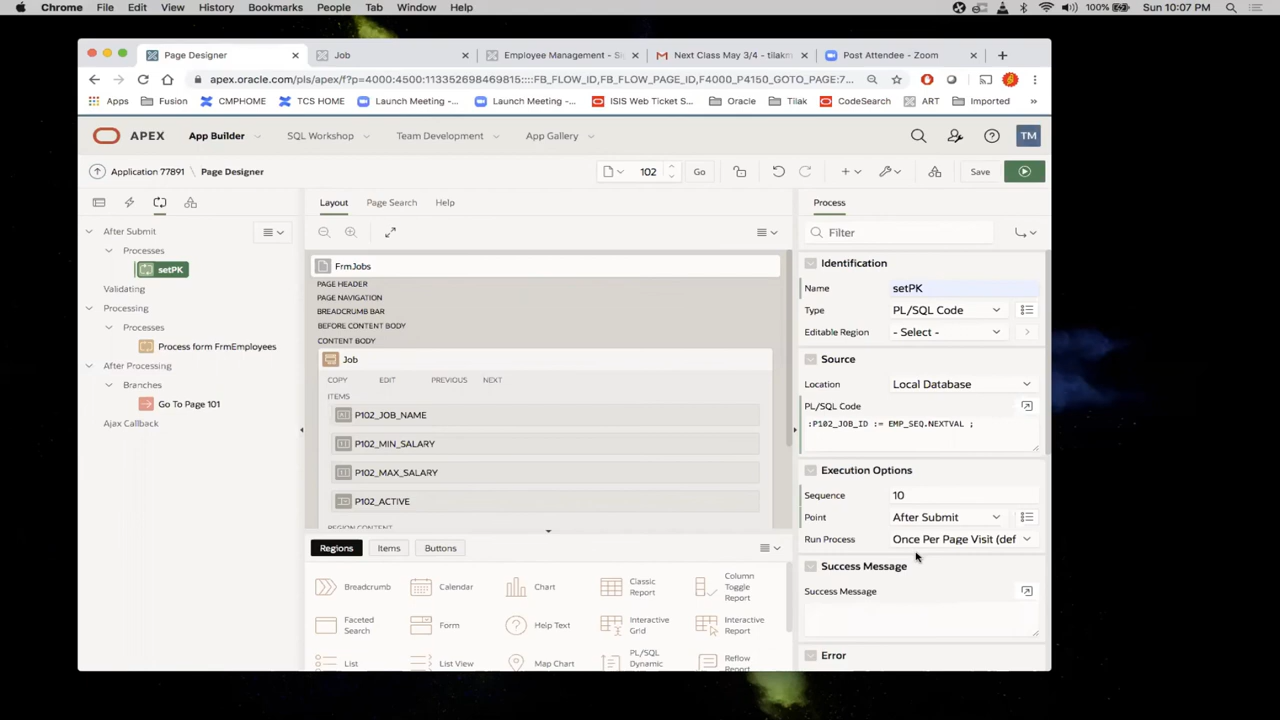 Chrome File Edit View History Bookmarks People Tab Window Help 100% Sun 10:07 PM
Page Designer Job Employee Management - Si Next Class May 3/4 - tilakm Post Attendee - Zoom
apex.oracle.com/pls/apex/f?p=4000:4500:113352698469815::::FB_FLOW_ID,FB_FLOW_PAGE_ID,F4000_P4150_GOTO_PAGE:7...
Apps Fusion CMPHOME TCS HOME Launch Meeting -... Launch Meeting -... ISIS Web Ticket S... Oracle Tilak CodeSearch ART Imported »
APEX App Builder SQL Workshop Team Development App Gallery TM
Application 77891 \ Page Designer 102 Go Save
Layout Page Search Help Process
After Submit Filter
Processes
setPK FrmJobs Identification
PAGE HEADER
Validating PAGE NAVIGATION Name setPK
Processing BREADCRUMB BAR Type PL/SQL Code
Processes BEFORE CONTENT BODY Editable Region - Select -
Process form FrmEmployees CONTENT BODY
After Processing Job Source
Branches COPY EDIT PREVIOUS NEXT Location Local Database
Go To Page 101 ITEMS PL/SQL Code
Ajax Callback P102_JOB_NAME :P102_JOB_ID := EMP_SEQ.NEXTVAL ;
P102_MIN_SALARY
P102_MAX_SALARY Execution Options
P102_ACTIVE Sequence 10
REGION CONTENT Point After Submit
Regions Items Buttons Run Process Once Per Page Visit (def
Breadcrumb Calendar Chart Classic Report Column Toggle Report Success Message
Faceted Search Form Help Text Interactive Grid Interactive Report Success Message
List List View Map Chart PL/SQL Dynamic Reflow Report Error